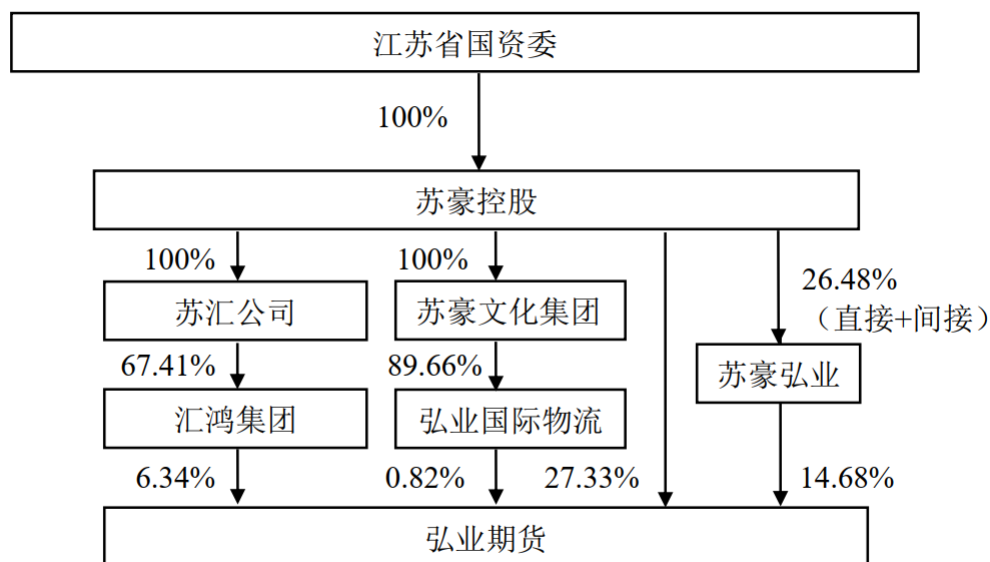 江苏省国资委
100%
苏豪控股
100%
100%
26.48%
（直接+间接）
苏汇公司
苏豪文化集团
67.41%
89.66%
苏豪弘业
汇鸿集团
弘业国际物流
6.34%
0.82%
27.33%
14.68%
弘业期货